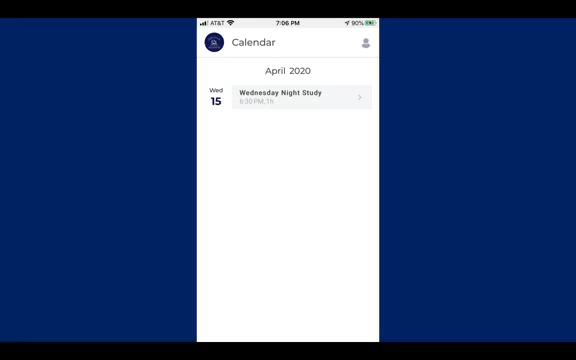 AT&T 7:06 PM 90%
Calendar
April 2020
Wed
15
Wednesday Night Study
6:30 PM, 1h